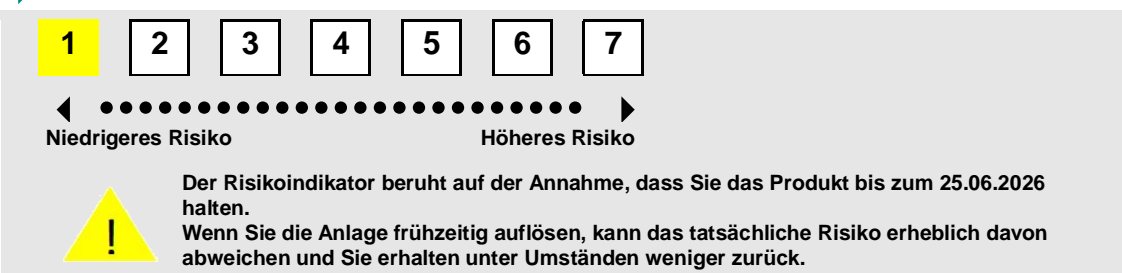 1 2 3 4 5 6 7
Niedrigeres Risiko Höheres Risiko
Der Risikoindikator beruht auf der Annahme, dass Sie das Produkt bis zum 25.06.2026
halten.
Wenn Sie die Anlage frühzeitig auflösen, kann das tatsächliche Risiko erheblich davon
abweichen und Sie erhalten unter Umständen weniger zurück.
!